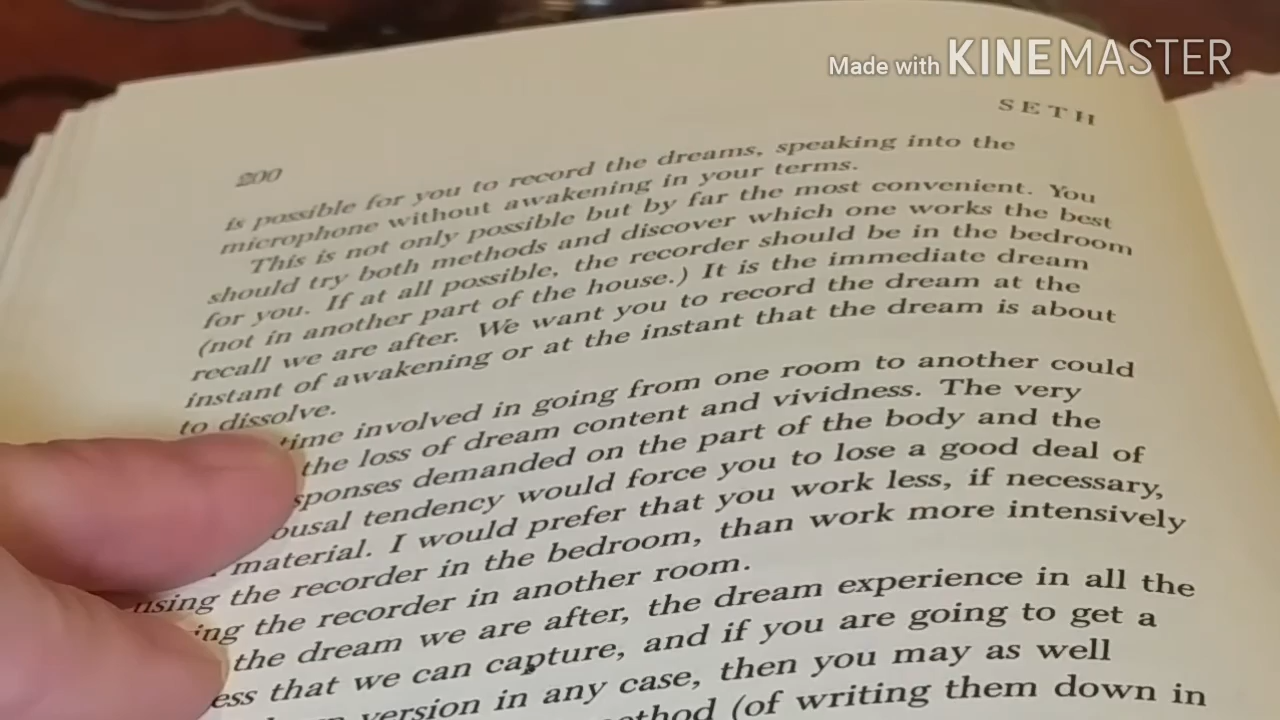 Made with KINEMASTER
SETH
200
is possible for you to record the dreams, speaking into the
microphone without awakening in your terms.
This is not only possible but by far the most convenient. You
should try both methods and discover which one works the best
for you. If at all possible, the recorder should be in the bedroom
(not in another part of the house.) It is the immediate dream
recall we are after. We want you to record the dream at the
instant of awakening or at the instant that the dream is about
to dissolve.
time involved in going from one room to another could
the loss of dream content and vividness. The very
sponses demanded on the part of the body and the
ousal tendency would force you to lose a good deal of
material. I would prefer that you work less, if necessary,
using the recorder in the bedroom, than work more intensively
ing the recorder in another room.
the dream we are after, the dream experience in all the
ess that we can capture, and if you are going to get a
version in any case, then you may as well
ethod (of writing them down in